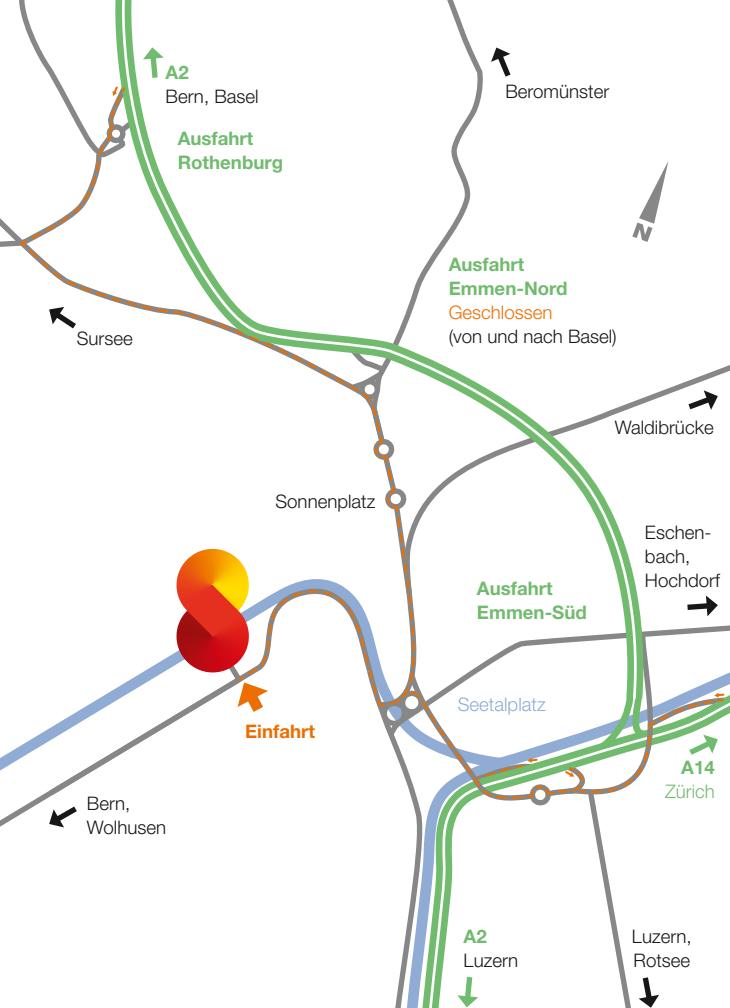 A2
Bern, Basel
Ausfahrt
Rothenburg
Beromünster
N
Ausfahrt
Emmen-Nord
Geschlossen
(von und nach Basel)
Sursee
Waldibrücke
Sonnenplatz
Eschen-
bach,
Hochdorf
Ausfahrt
Emmen-Süd
Seetalplatz
Einfahrt
A14
Zürich
Bern,
Wolhusen
A2
Luzern
Luzern,
Rotsee